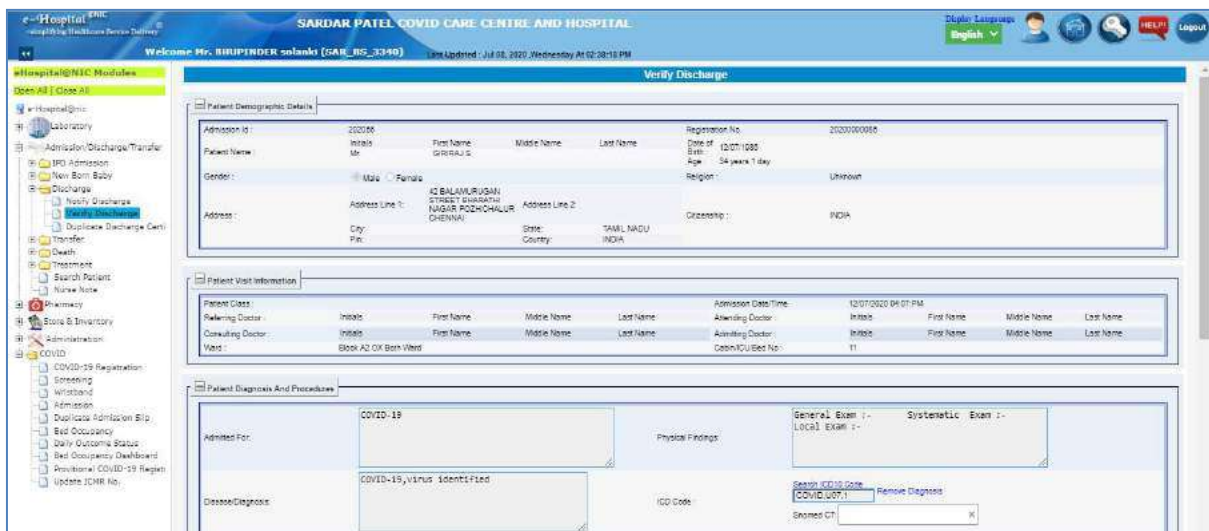 e-Hospital @NIC
SARDAR PATEL COVID CARE CENTRE AND HOSPITAL
Display Language
English
HELP!
Logout
Welcome Mr. BHUPINDER solanki (SAR_BS_3340)
Last Updated : Jul 08, 2020 ,Wednesday At 02:38:18 PM
eHospital@NIC Modules
Open All | Close All
e-Hospital@nic
Laboratory
Admission/Discharge/Transfer
IPD Admission
New Born Baby
Discharge
Notify Discharge
Verify Discharge
Duplicate Discharge Certi
Transfer
Death
Treatment
Search Patient
Nurse Note
Pharmacy
Store & Inventory
Administration
COVID
COVID-19 Registration
Screening
Wristband
Admission
Duplicate Admission Slip
Bed Occupancy
Daily Outcome Status
Bed Occupancy Dashboard
Provitional COVID-19 Registr
Update ICMR No.
Verify Discharge
Patient Demographic Details
Admission Id : 202086 Registration No.
Patient Name : Initials First Name Middle Name Last Name Date of Birth
Mr. GIRIRAJ S Age 34 years 1 day
Gender : Male Female Religion : Unknown
Address : Address Line 1: 42 BALAMURUGAN
STREET BHARATHI
NAGAR POZHCHALUR
CHENNAI
Address Line 2:
Citizenship : INDIA
City: State: TAMIL NADU
Pin: Country: INDIA
Patient Visit Information
Patient Class : Admission Date/Time 12/07/2020 04:07 PM
Referring Doctor : Initials First Name Middle Name Last Name Attending Doctor : Initials First Name Middle Name Last Name
Consulting Doctor : Initials First Name Middle Name Last Name Admitting Doctor : Initials First Name Middle Name Last Name
Ward : Block A2 OX Beth Ward Cabin/ICU/Bed No : 11
Patient Diagnosis And Procedures
Admitted For: COVID-19
Physical Findings: General Exam :- Systematic Exam :-
Local Exam :-
Disease/Diagnosis: COVID-19,virus identified
ICD Code : Search ICD10 Code
COVID,U07.1 Remove Diagnosis
Snomed CT